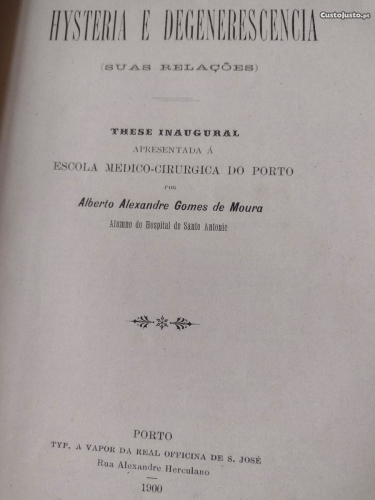 CustoJusto.pt
HYSTERIA E DEGENERESCENCIA
(SUAS RELAÇÕES)
THESE INAUGURAL
APRESENTADA Á
ESCOLA MEDICO-CIRURGICA DO PORTO
POR
Alberto Alexandre Gomes de Moura
Alumno do Hospital de Santo Antonio
PORTO
TYP. A VAPOR DA REAL OFFICINA DE S. JOSÉ
Rua Alexandre Herculano
1900